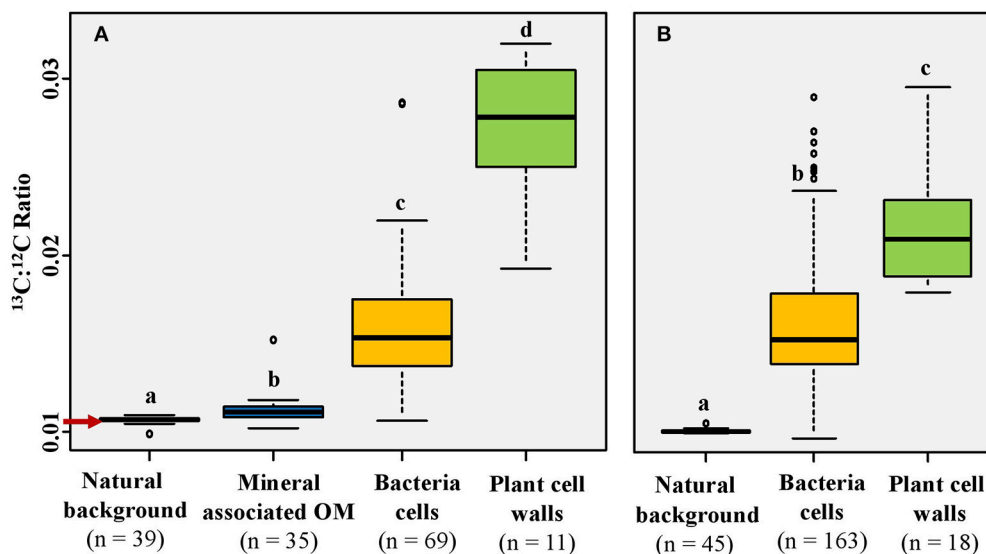 A
B
¹³C:¹²C Ratio
0.03
0.02
0.01
a
b
c
d
a
b
c
Natural
background
(n = 39)
Mineral
associated OM
(n = 35)
Bacteria
cells
(n = 69)
Plant cell
walls
(n = 11)
Natural
background
(n = 45)
Bacteria
cells
(n = 163)
Plant cell
walls
(n = 18)